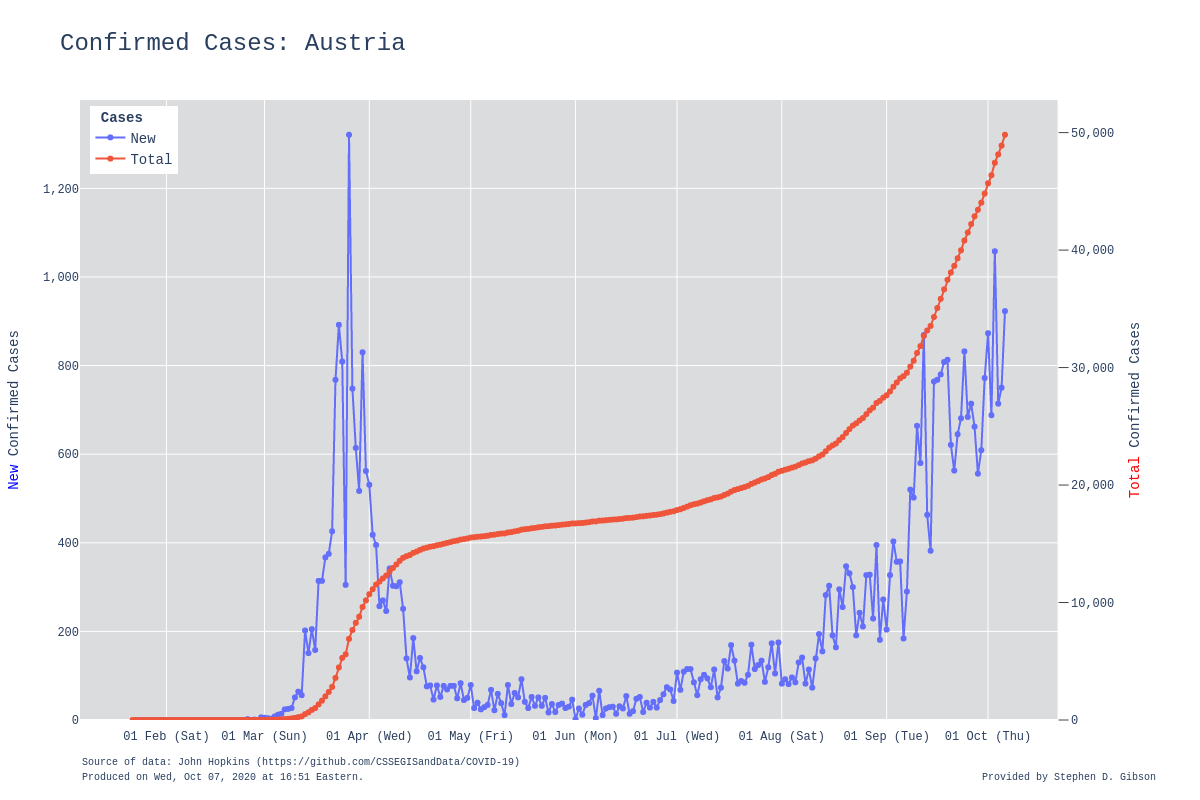 Confirmed Cases: Austria
Cases
New
Total
1,200
1,000
800
600
400
200
0
50,000
40,000
30,000
20,000
10,000
0
New Confirmed Cases
Total Confirmed Cases
01 Feb (Sat) 01 Mar (Sun) 01 Apr (Wed) 01 May (Fri) 01 Jun (Mon) 01 Jul (Wed) 01 Aug (Sat) 01 Sep (Tue) 01 Oct (Thu)
Source of data: John Hopkins (https://github.com/CSSEGISandData/COVID-19)
Produced on Wed, Oct 07, 2020 at 16:51 Eastern.
Provided by Stephen D. Gibson